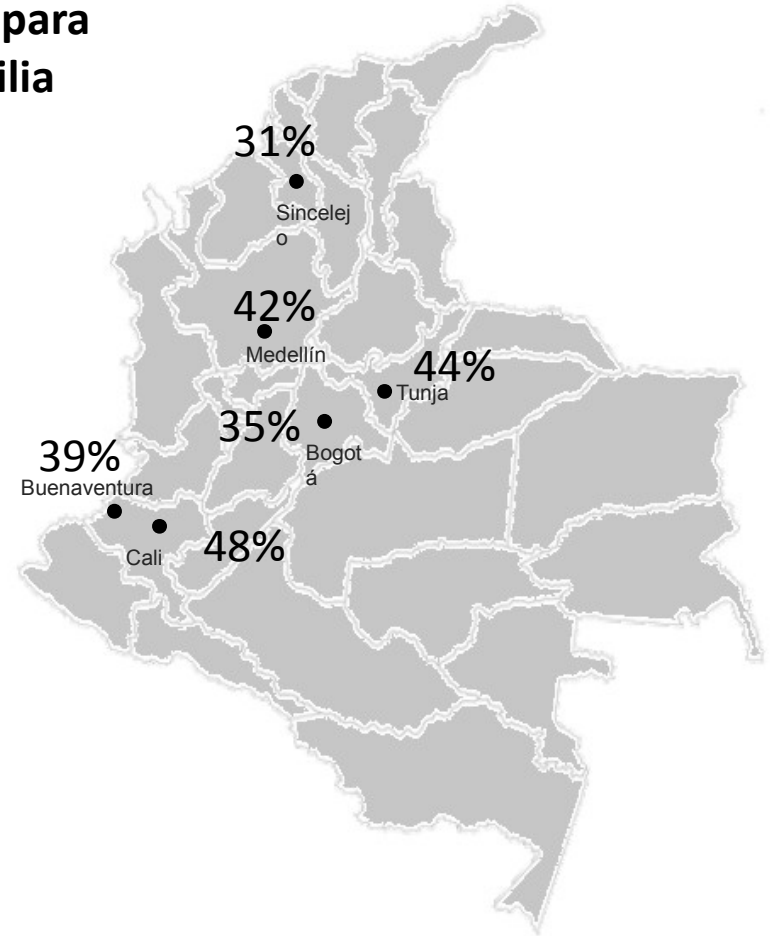 para
ilia
31%
Sincelej
o
42%
Medellín
44%
Tunja
35%
Bogot
á
39%
Buenaventura
Cali
48%